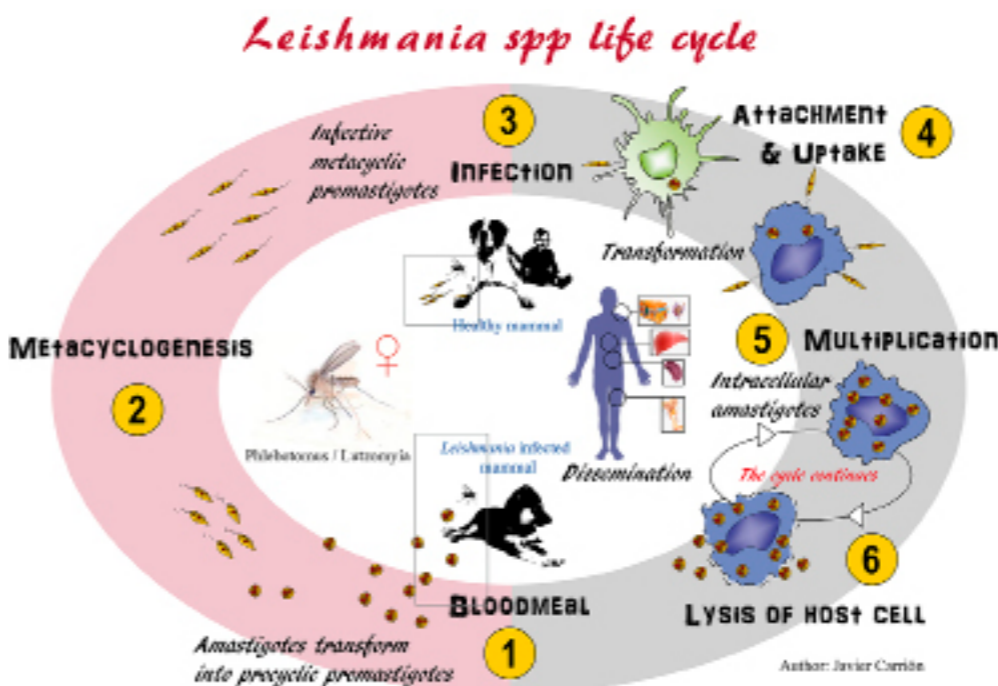 Leishmania spp life cycle
3
Infective
metacyclic
promastigotes
Infection
Attachment
& Uptake
4
Transformation
Healthy mammal
Metacyclogenesis
2
♀
Phlebotomus / Lutzomyia
5
Multiplication
Intracellular
amastigotes
Leishmania infected
mammal
Dissemination
The cycle continues
6
Bloodmeal
Lysis of host cell
Amastigotes transform
into procyclic promastigotes
1
Author: Javier Carrión